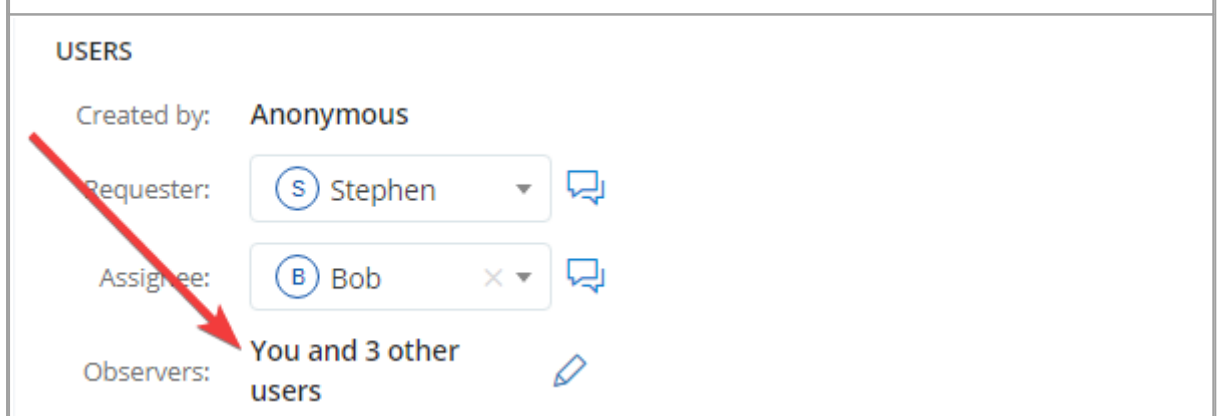 USERS
Created by: Anonymous
Requester: S Stephen
Assignee: B Bob
Observers: You and 3 other
users